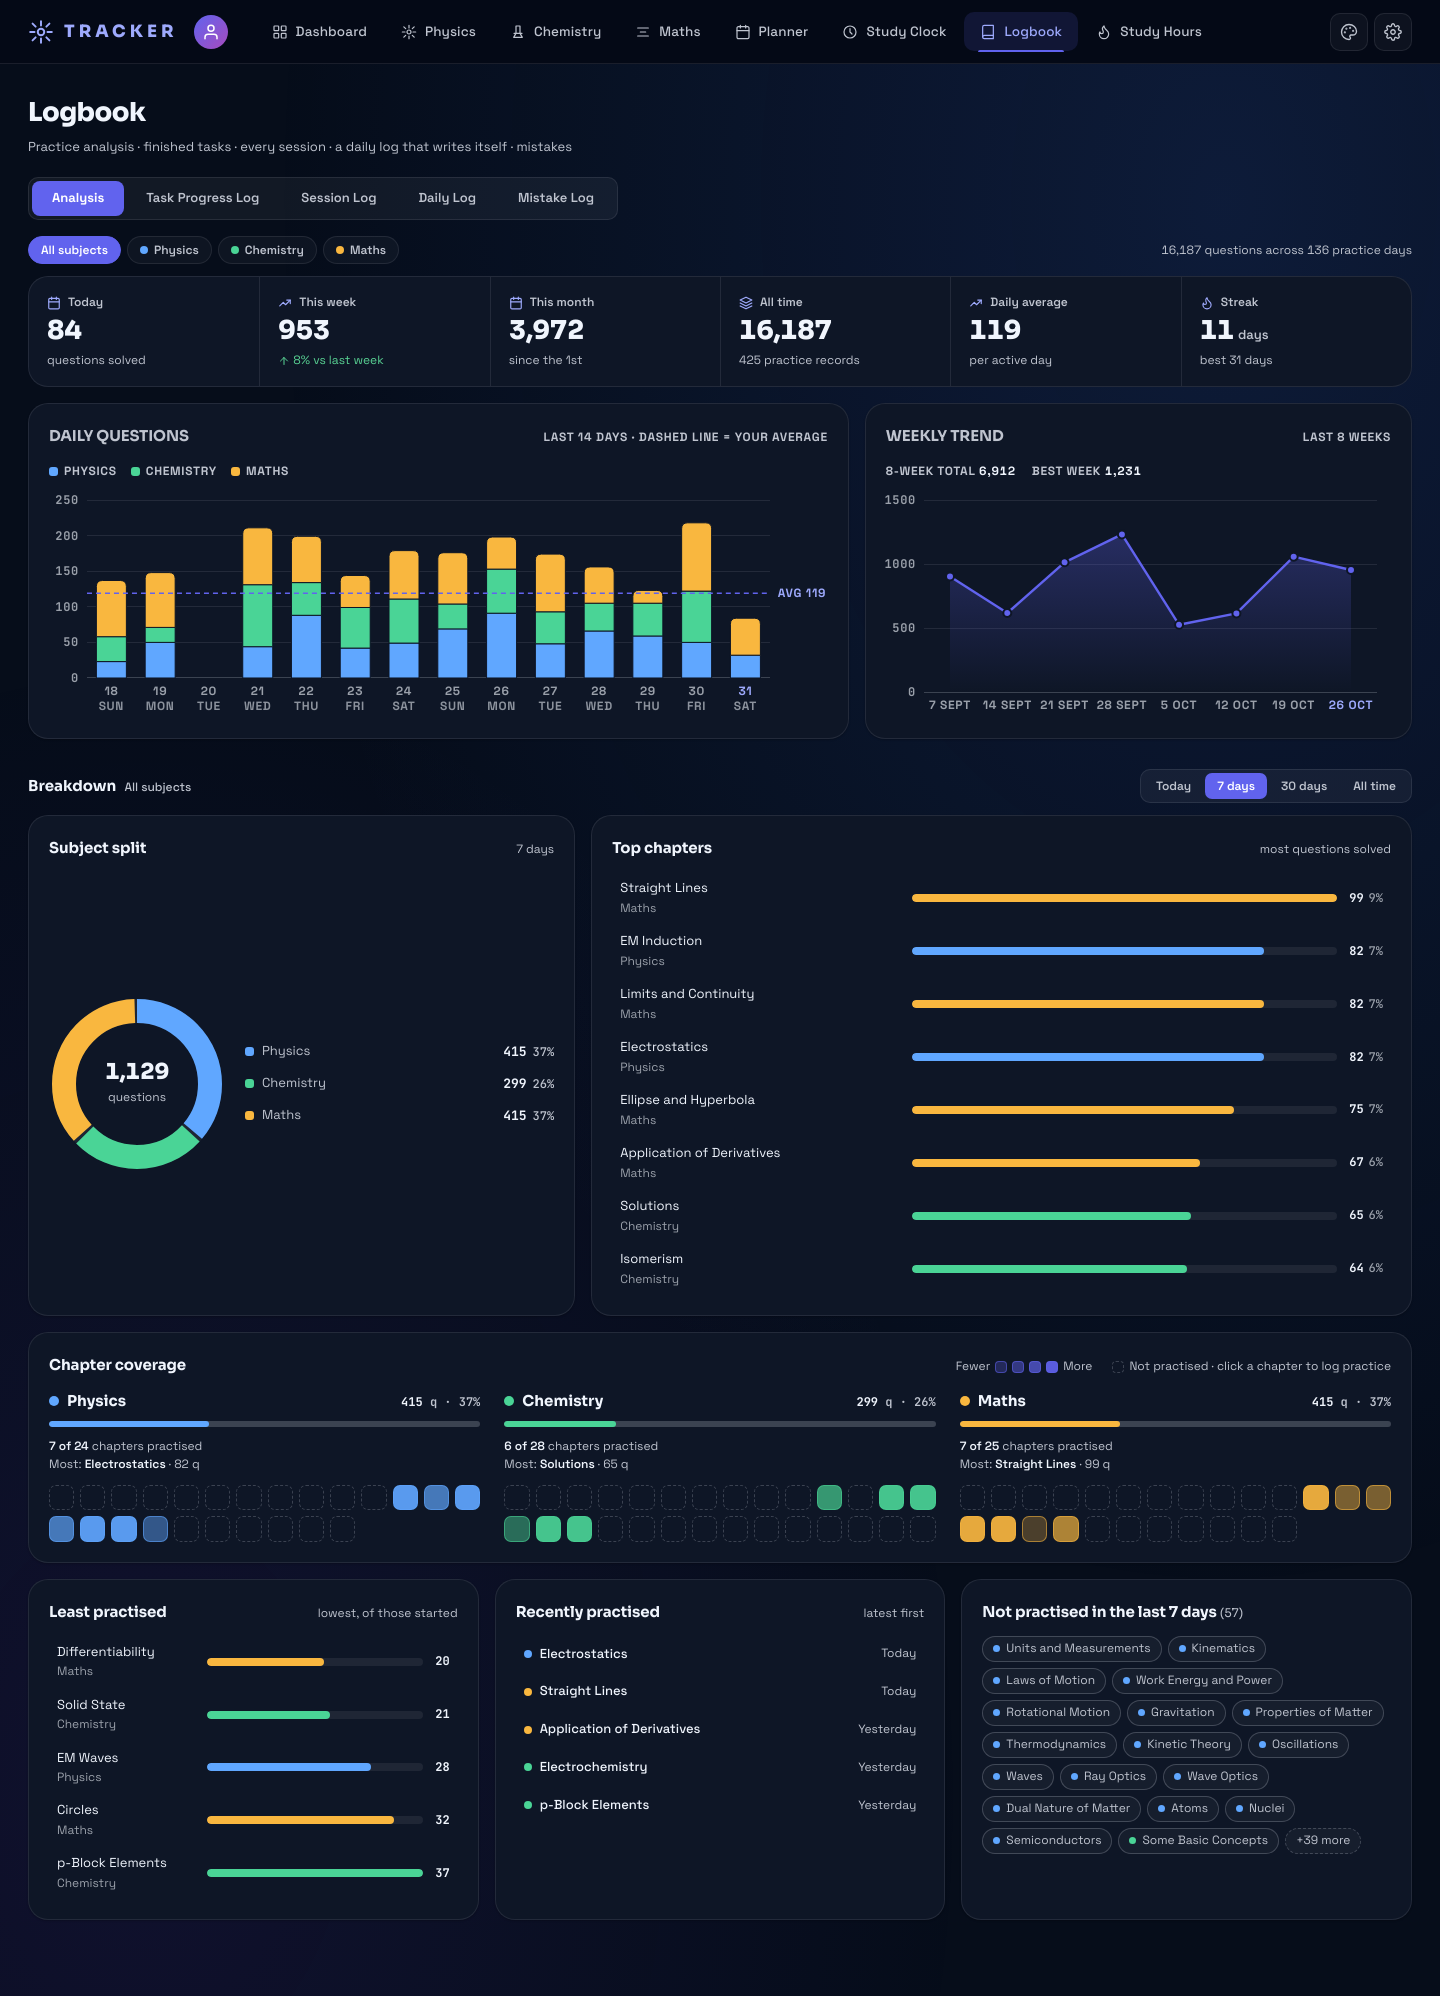 TRACKER
Dashboard Physics Chemistry Maths Planner Study Clock Logbook Study Hours
Logbook
Practice analysis · finished tasks · every session · a daily log that writes itself · mistakes
Analysis Task Progress Log Session Log Daily Log Mistake Log
All subjects Physics Chemistry Maths 16,187 questions across 136 practice days
Today This week This month All time Daily average Streak
84 953 3,972 16,187 119 11 days
questions solved ↑ 8% vs last week since the 1st 425 practice records per active day best 31 days
DAILY QUESTIONS LAST 14 DAYS · DASHED LINE = YOUR AVERAGE
PHYSICS CHEMISTRY MATHS
250
200
150
100
50
0
AVG 119
18 19 20 21 22 23 24 25 26 27 28 29 30 31
SUN MON TUE WED THU FRI SAT SUN MON TUE WED THU FRI SAT
WEEKLY TREND LAST 8 WEEKS
8-WEEK TOTAL 6,912 BEST WEEK 1,231
1500
1000
500
0
7 SEPT 14 SEPT 21 SEPT 28 SEPT 5 OCT 12 OCT 19 OCT 26 OCT
Breakdown All subjects Today 7 days 30 days All time
Subject split 7 days
1,129
questions
Physics 415 37%
Chemistry 299 26%
Maths 415 37%
Top chapters most questions solved
Straight Lines
Maths
99 9%
EM Induction
Physics
82 7%
Limits and Continuity
Maths
82 7%
Electrostatics
Physics
82 7%
Ellipse and Hyperbola
Maths
75 7%
Application of Derivatives
Maths
67 6%
Solutions
Chemistry
65 6%
Isomerism
Chemistry
64 6%
Chapter coverage Fewer More Not practised · click a chapter to log practice
Physics 415 q · 37%
7 of 24 chapters practised
Most: Electrostatics · 82 q
Chemistry 299 q · 26%
6 of 28 chapters practised
Most: Solutions · 65 q
Maths 415 q · 37%
7 of 25 chapters practised
Most: Straight Lines · 99 q
Least practised lowest, of those started
Differentiability
Maths
20
Solid State
Chemistry
21
EM Waves
Physics
28
Circles
Maths
32
p-Block Elements
Chemistry
37
Recently practised latest first
Electrostatics Today
Straight Lines Today
Application of Derivatives Yesterday
Electrochemistry Yesterday
p-Block Elements Yesterday
Not practised in the last 7 days (57)
Units and Measurements Kinematics
Laws of Motion Work Energy and Power
Rotational Motion Gravitation Properties of Matter
Thermodynamics Kinetic Theory Oscillations
Waves Ray Optics Wave Optics
Dual Nature of Matter Atoms Nuclei
Semiconductors Some Basic Concepts +39 more